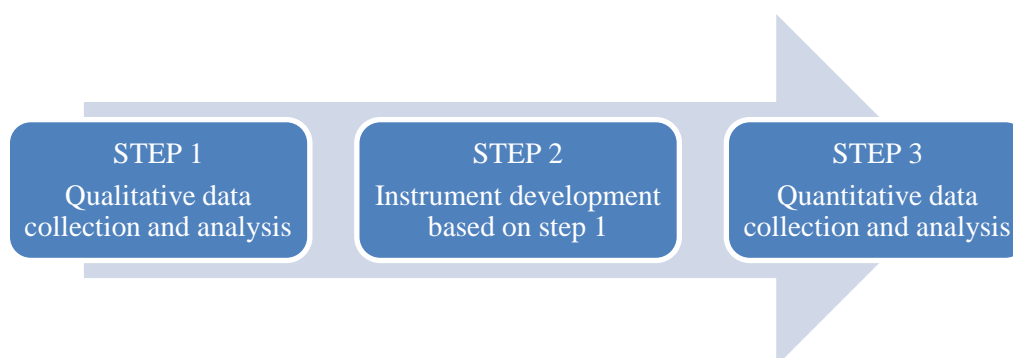 STEP 1
Qualitative data
collection and analysis
STEP 2
Instrument development
based on step 1
STEP 3
Quantitative data
collection and analysis